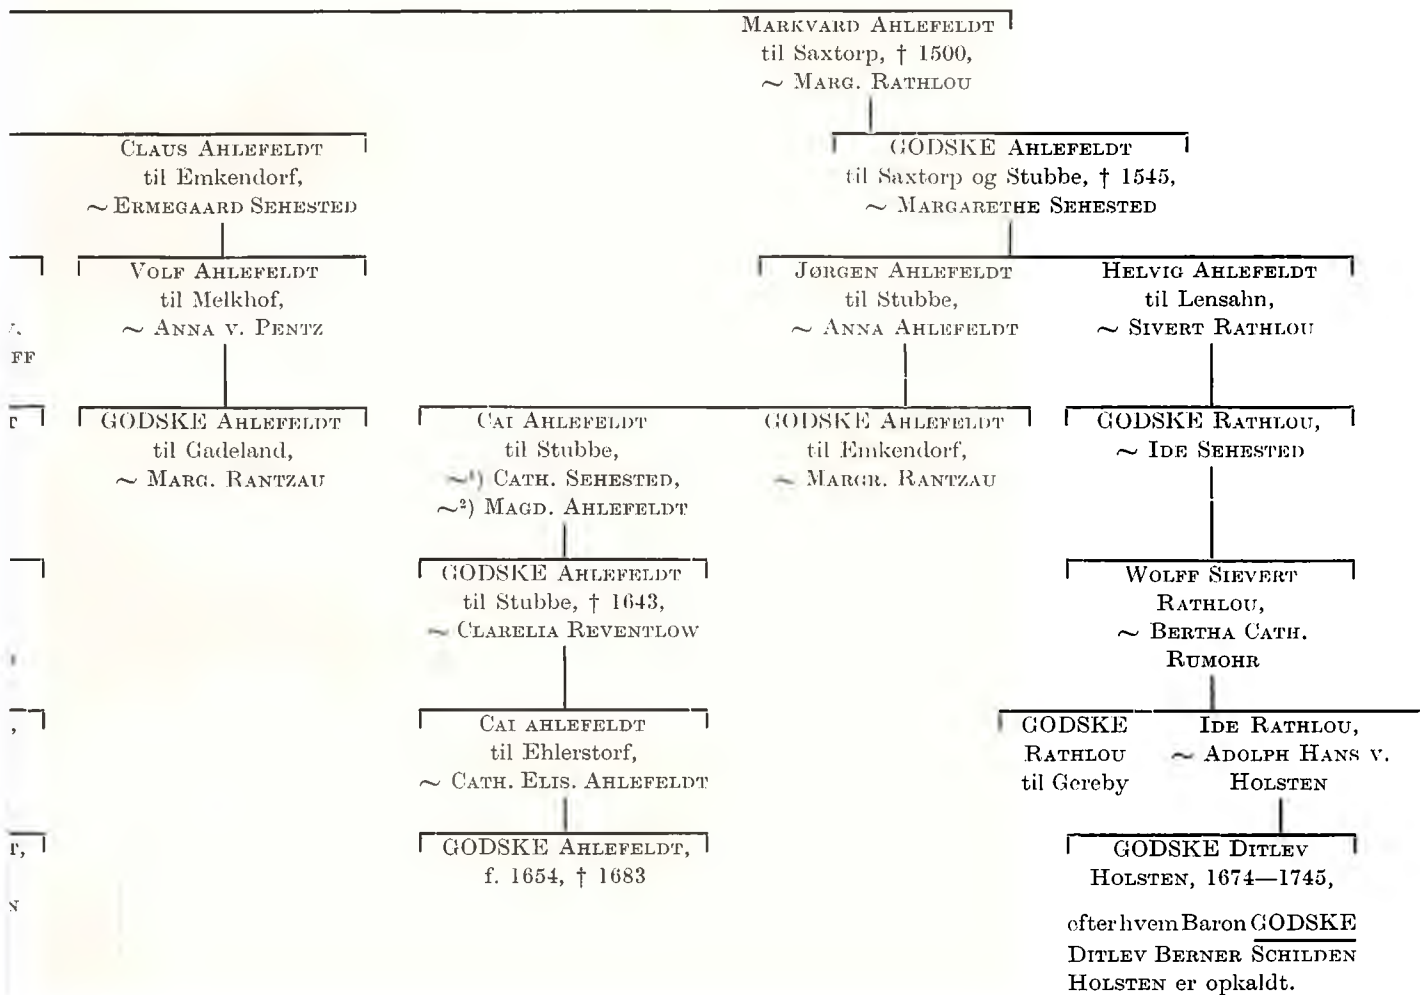 MARKVARD AHLEFELDT
til Saxtorp, † 1500,
~ MARG. RATHLOU
CLAUS AHLEFELDT
til Emkendorf,
~ ERMEGAARD SEHESTED
GODSKE AHLEFELDT
til Saxtorp og Stubbe, † 1545,
~ MARGARETHE SEHESTED
VOLF AHLEFELDT
til Melkhof,
~ ANNA V. PENTZ
JØRGEN AHLEFELDT
til Stubbe,
~ ANNA AHLEFELDT
HELVIG AHLEFELDT
til Lensahn,
~ SIVERT RATHLOU
FF
T
GODSKE AHLEFELDT
til Gadeland,
~ MARG. RANTZAU
CAI AHLEFELDT
til Stubbe,
~¹) CATH. SEHESTED,
~²) MAGD. AHLEFELDT
GODSKE AHLEFELDT
til Emkendorf,
~ MARGR. RANTZAU
GODSKE RATHLOU,
~ IDE SEHESTED
GODSKE AHLEFELDT
til Stubbe, † 1643,
~ CLARELIA REVENTLOW
WOLFF SIEVERT
RATHLOU,
~ BERTHA CATH.
RUMOHR
,
CAI AHLEFELDT
til Ehlerstorf,
~ CATH. ELIS. AHLEFELDT
GODSKE
RATHLOU
til Gereby
IDE RATHLOU,
~ ADOLPH HANS V.
HOLSTEN
T,
N
GODSKE AHLEFELDT,
f. 1654, † 1683
GODSKE DITLEV
HOLSTEN, 1674—1745,
efter hvem Baron GODSKE
DITLEV BERNER SCHILDEN
HOLSTEN er opkaldt.